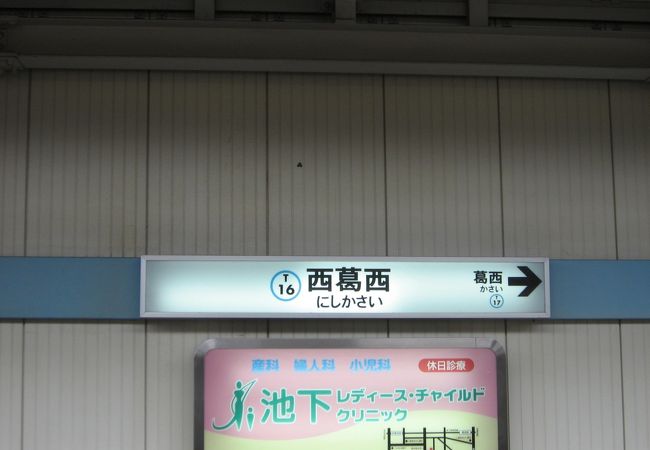 T
16
西葛西
にしかさい
葛西
かさい
T
17
産科 婦人科 小児科
休日診療
池下
レディース・チャイルド
クリニック